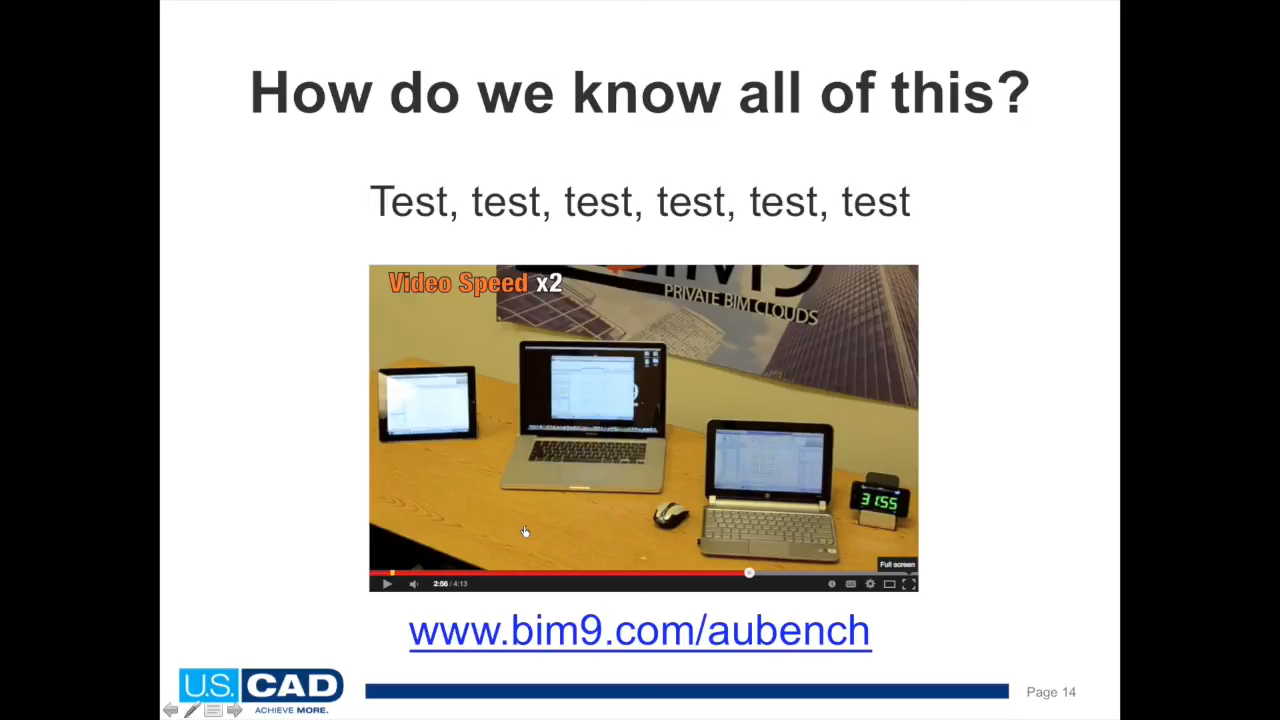 How do we know all of this?
Test, test, test, test, test, test
Video Speed x2
PRIVATE BIM CLOUDS
31:55
Full screen
2:56 / 4:13
www.bim9.com/aubench
U.S. CAD
ACHIEVE MORE.
Page 14